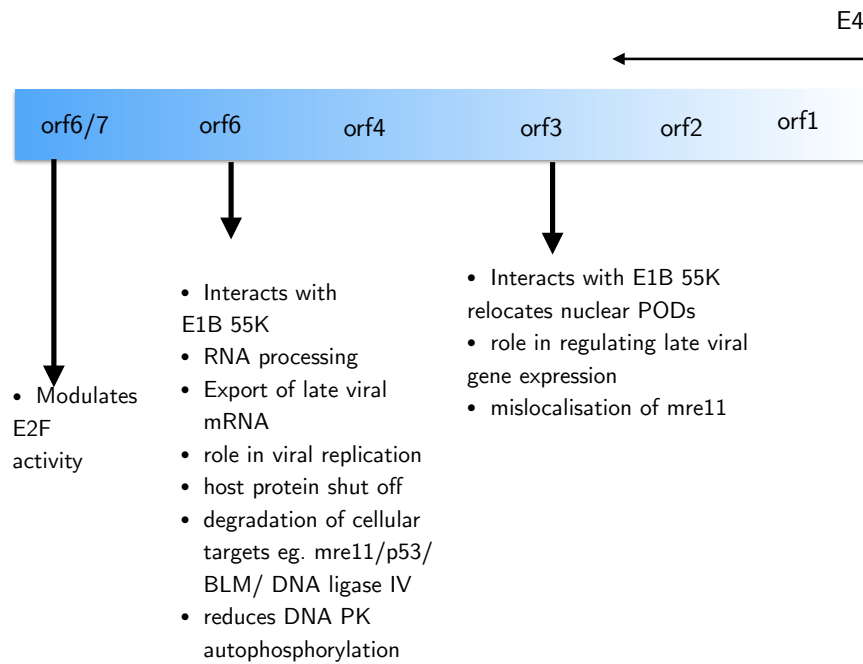 E4
orf6/7 orf6 orf4 orf3 orf2 orf1
• Modulates
E2F
activity
• Interacts with
E1B 55K
• RNA processing
• Export of late viral
mRNA
• role in viral replication
• host protein shut off
• degradation of cellular
targets eg. mre11/p53/
BLM/ DNA ligase IV
• reduces DNA PK
autophosphorylation
• Interacts with E1B 55K
relocates nuclear PODs
• role in regulating late viral
gene expression
• mislocalisation of mre11